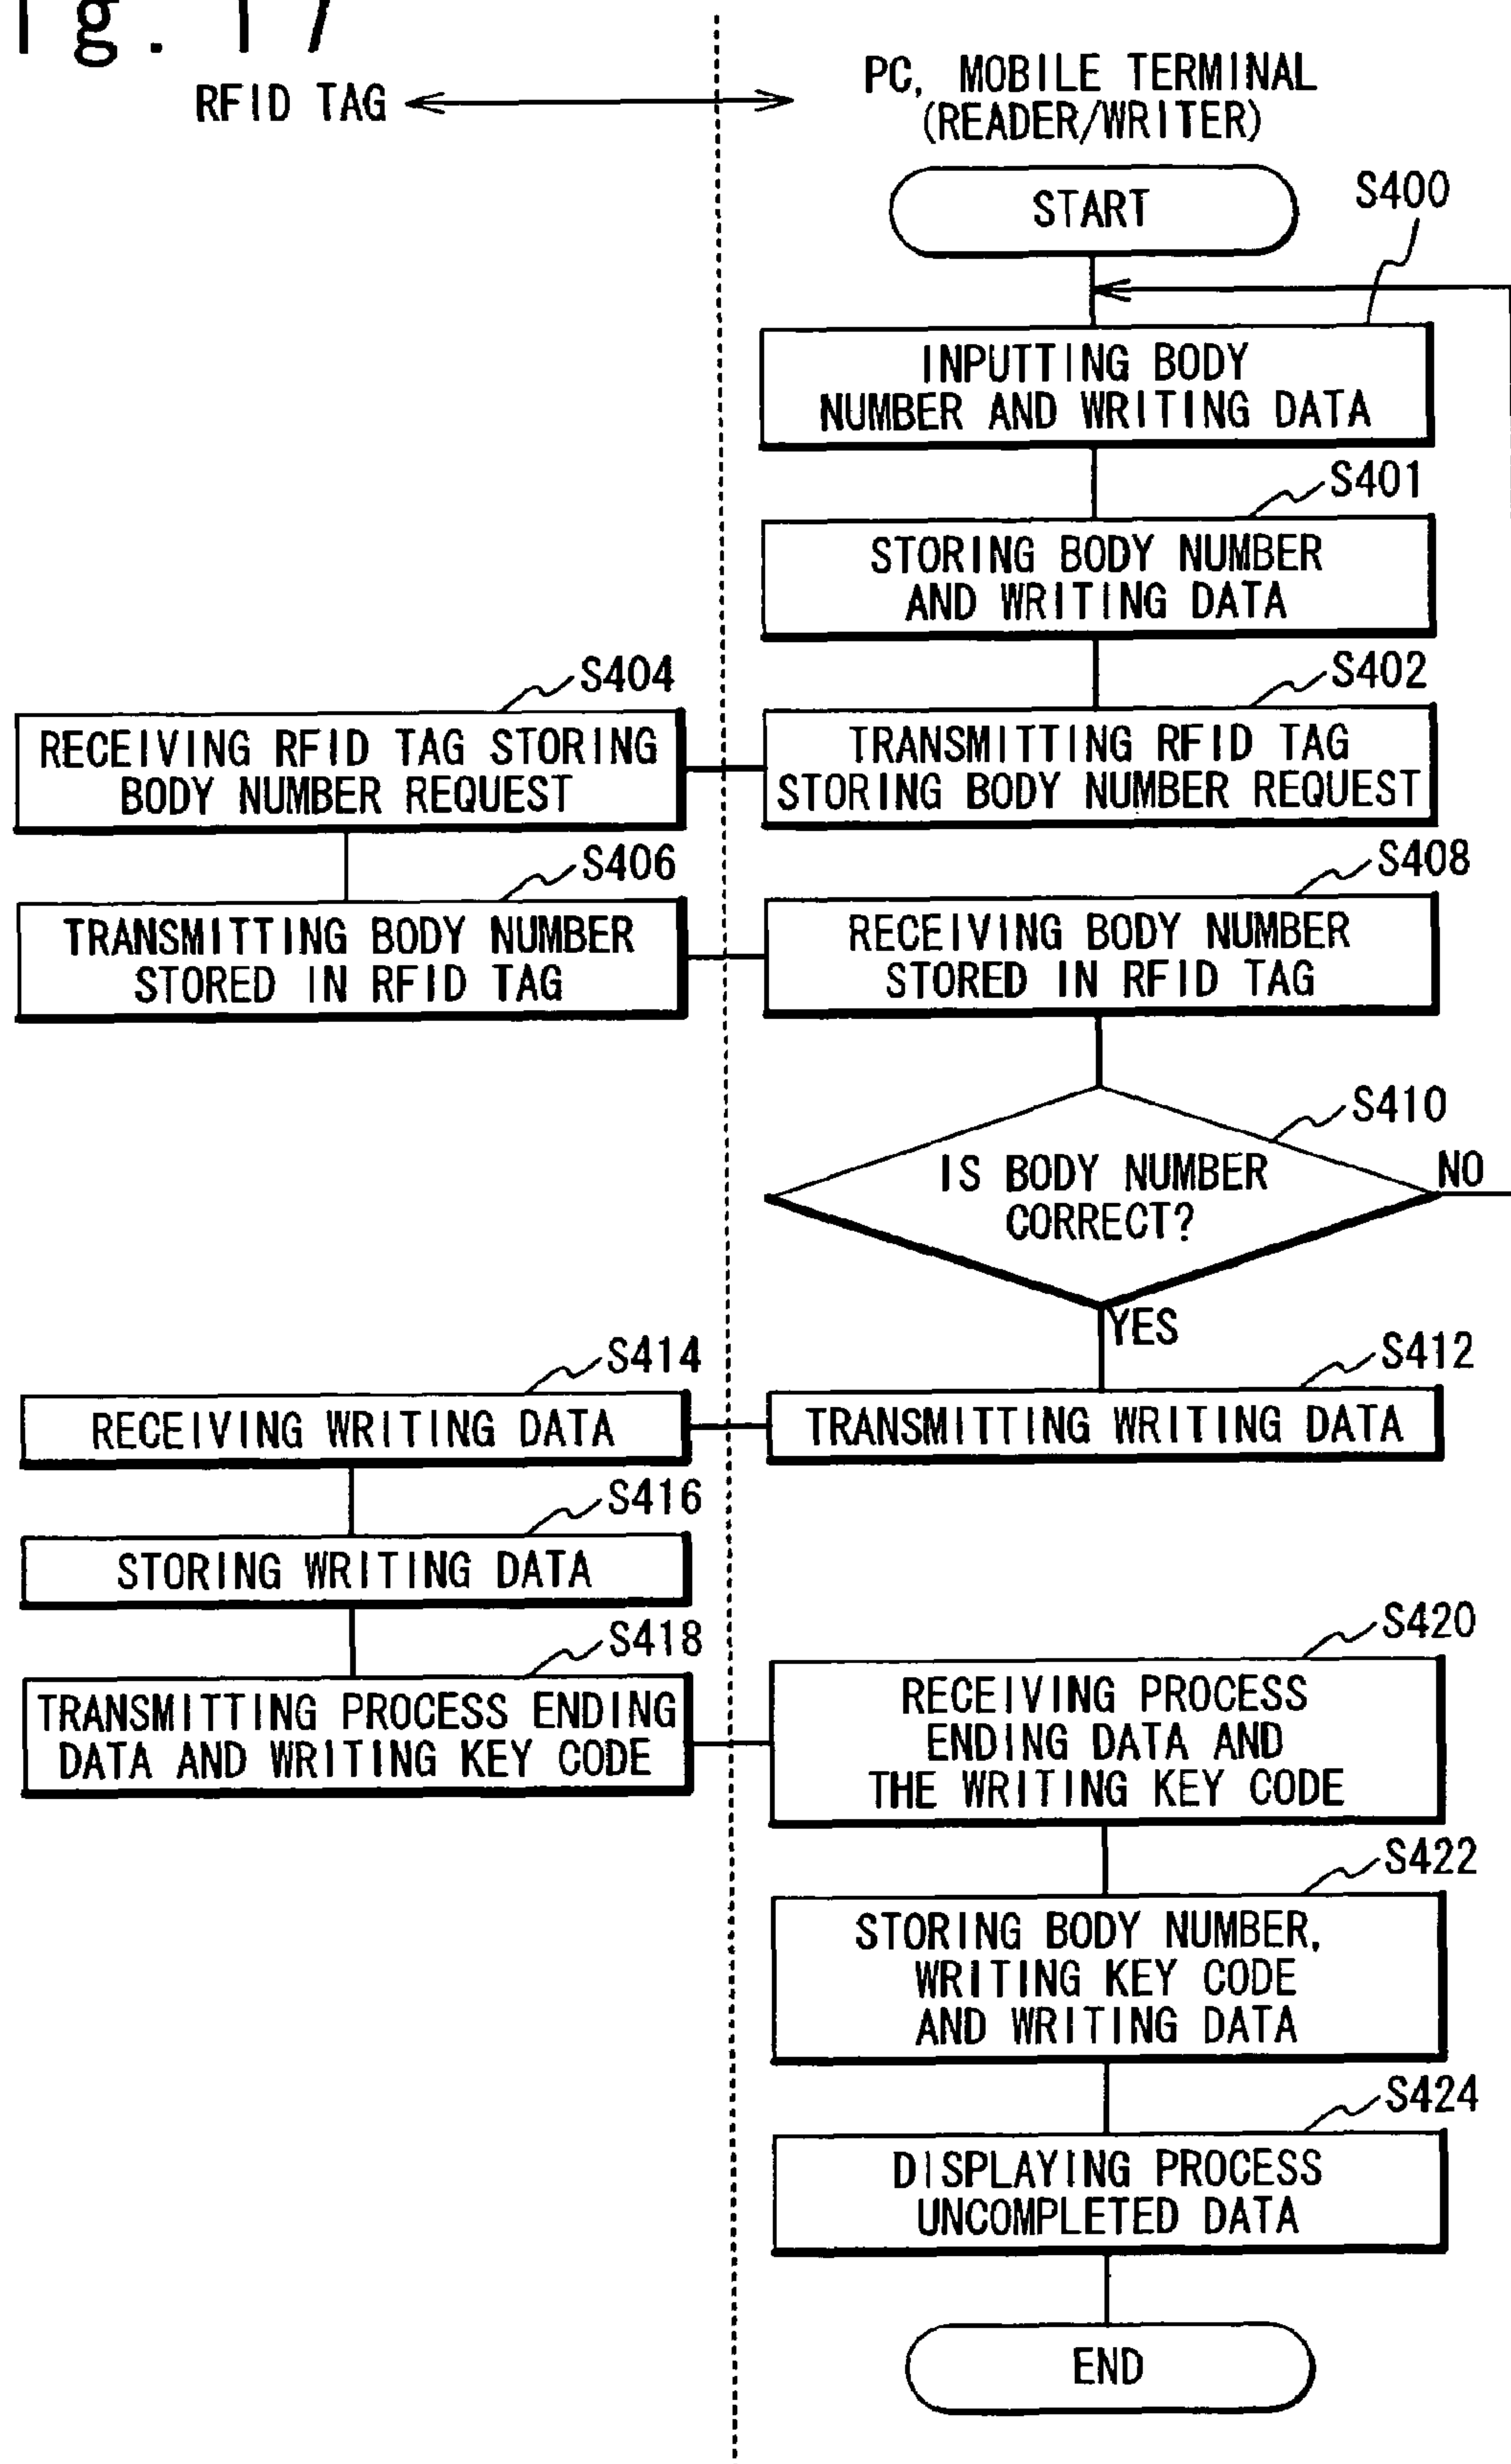 ig. 17
RFID TAG
PC, MOBILE TERMINAL
(READER/WRITER)
START
S400
INPUTTING BODY
NUMBER AND WRITING DATA
S401
STORING BODY NUMBER
AND WRITING DATA
S404
S402
RECEIVING RFID TAG STORING
BODY NUMBER REQUEST
TRANSMITTING RFID TAG
STORING BODY NUMBER REQUEST
S406
S408
TRANSMITTING BODY NUMBER
STORED IN RFID TAG
RECEIVING BODY NUMBER
STORED IN RFID TAG
S410
IS BODY NUMBER
CORRECT?
NO
YES
S414
S412
RECEIVING WRITING DATA
TRANSMITTING WRITING DATA
S416
STORING WRITING DATA
S418
S420
TRANSMITTING PROCESS ENDING
DATA AND WRITING KEY CODE
RECEIVING PROCESS
ENDING DATA AND
THE WRITING KEY CODE
S422
STORING BODY NUMBER,
WRITING KEY CODE
AND WRITING DATA
S424
DISPLAYING PROCESS
UNCOMPLETED DATA
END